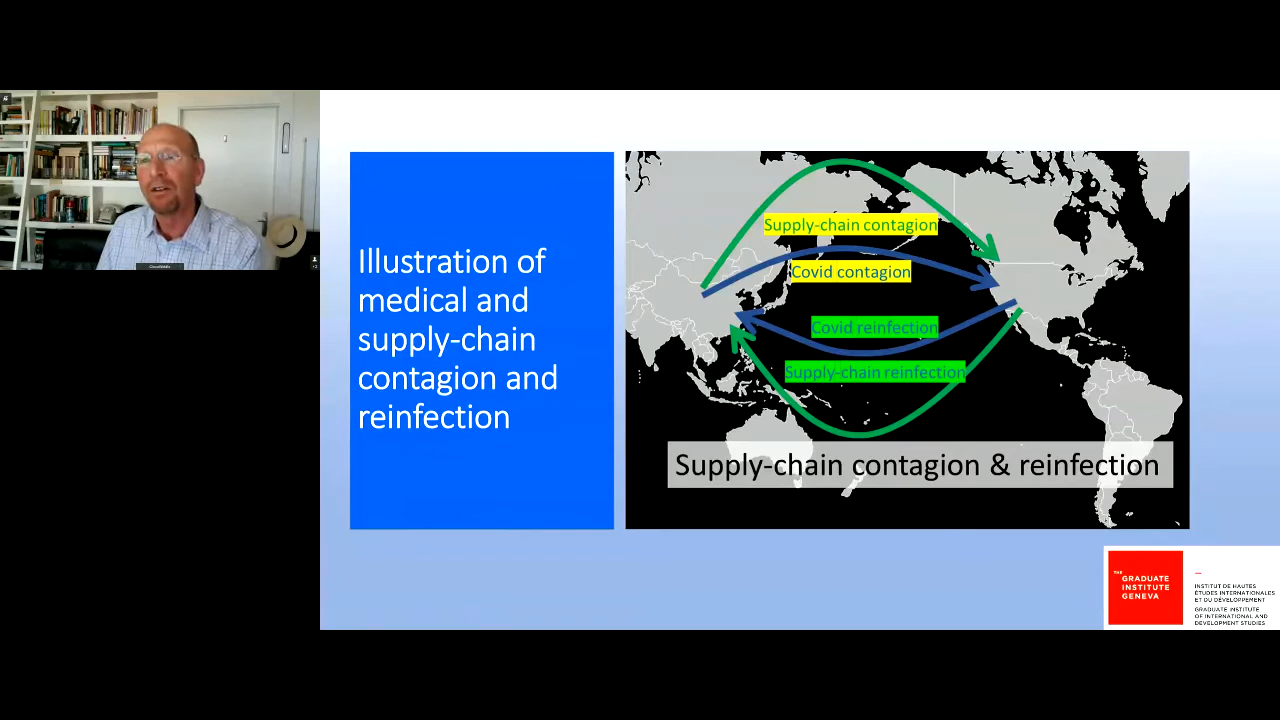 Illustration of
medical and
supply-chain
contagion and
reinfection
Supply-chain contagion
Covid contagion
Covid reinfection
Supply-chain reinfection
Supply-chain contagion & reinfection
THE
GRADUATE
INSTITUTE
GENEVA
INSTITUT DE HAUTES
ÉTUDES INTERNATIONALES
ET DU DÉVELOPPEMENT
GRADUATE INSTITUTE
OF INTERNATIONAL AND
DEVELOPMENT STUDIES